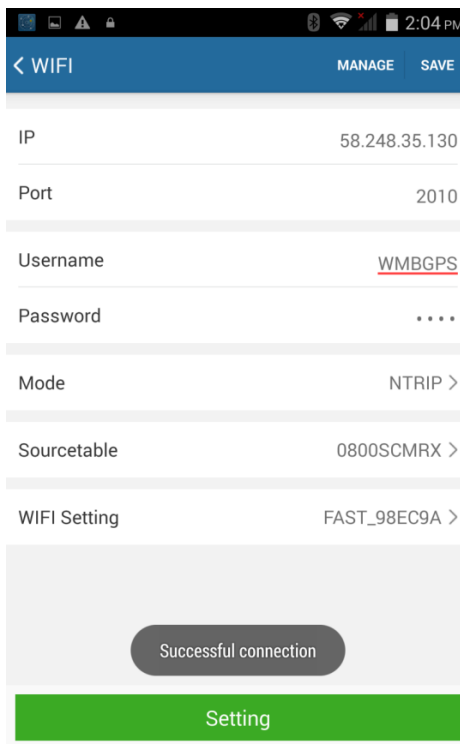 2:04 PM
WIFI MANAGE SAVE
IP 58.248.35.130
Port 2010
Username WMBGPS
Password ····
Mode NTRIP >
Sourcetable 0800SCMRX >
WIFI Setting FAST_98EC9A >
Successful connection
Setting